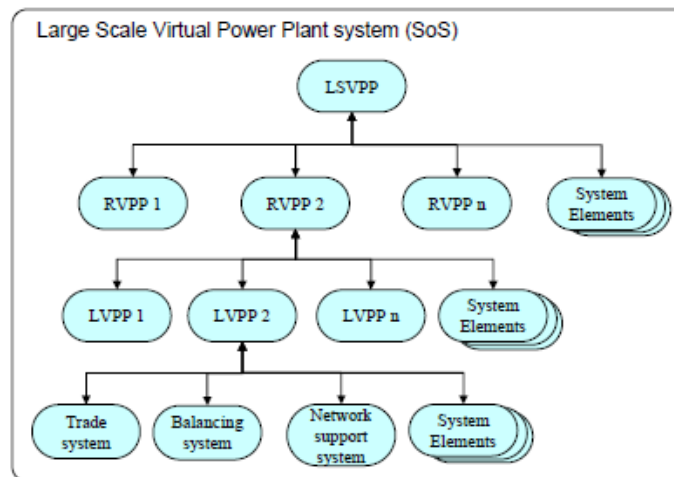 Large Scale Virtual Power Plant system (SoS)
LSVPP
RVPP 1
RVPP 2
RVPP n
System
Elements
LVPP 1
LVPP 2
LVPP n
System
Elements
Trade
system
Balancing
system
Network
support
system
System
Elements